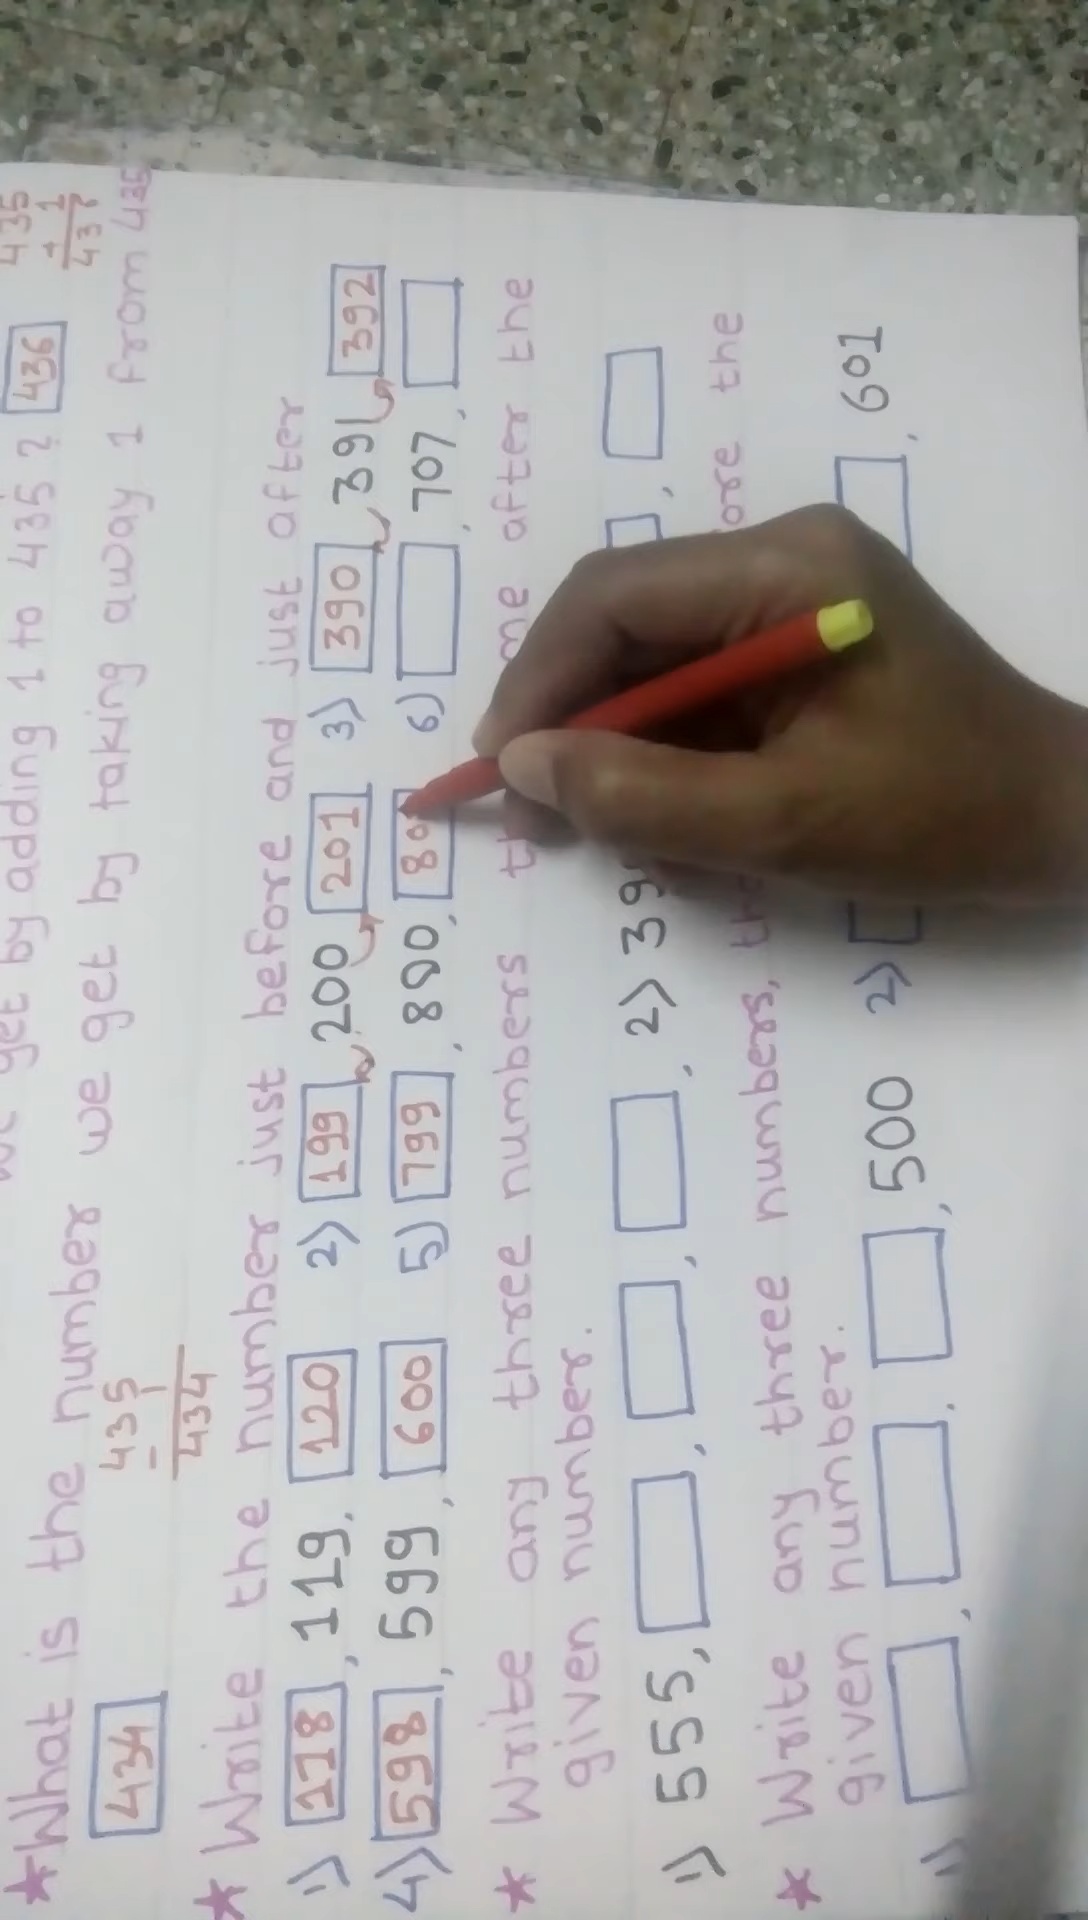 get by adding 1 to 435 ? 436
435
+ 1
436
★ What is the number we get by taking away 1 from 435
434
435
- 1
434
★ Write the number just before and just after
1) 118, 119, 120 2) 199, 200, 201 3) 390, 391, 392
4) 598, 599, 600 5) 799, 800, 80 6) , 707,
★ Write any three numbers after the
given number.
1) 555, , , , 2) 39 ,
★ Write any three numbers, the
given number.
1) , , , 500 2) , 601